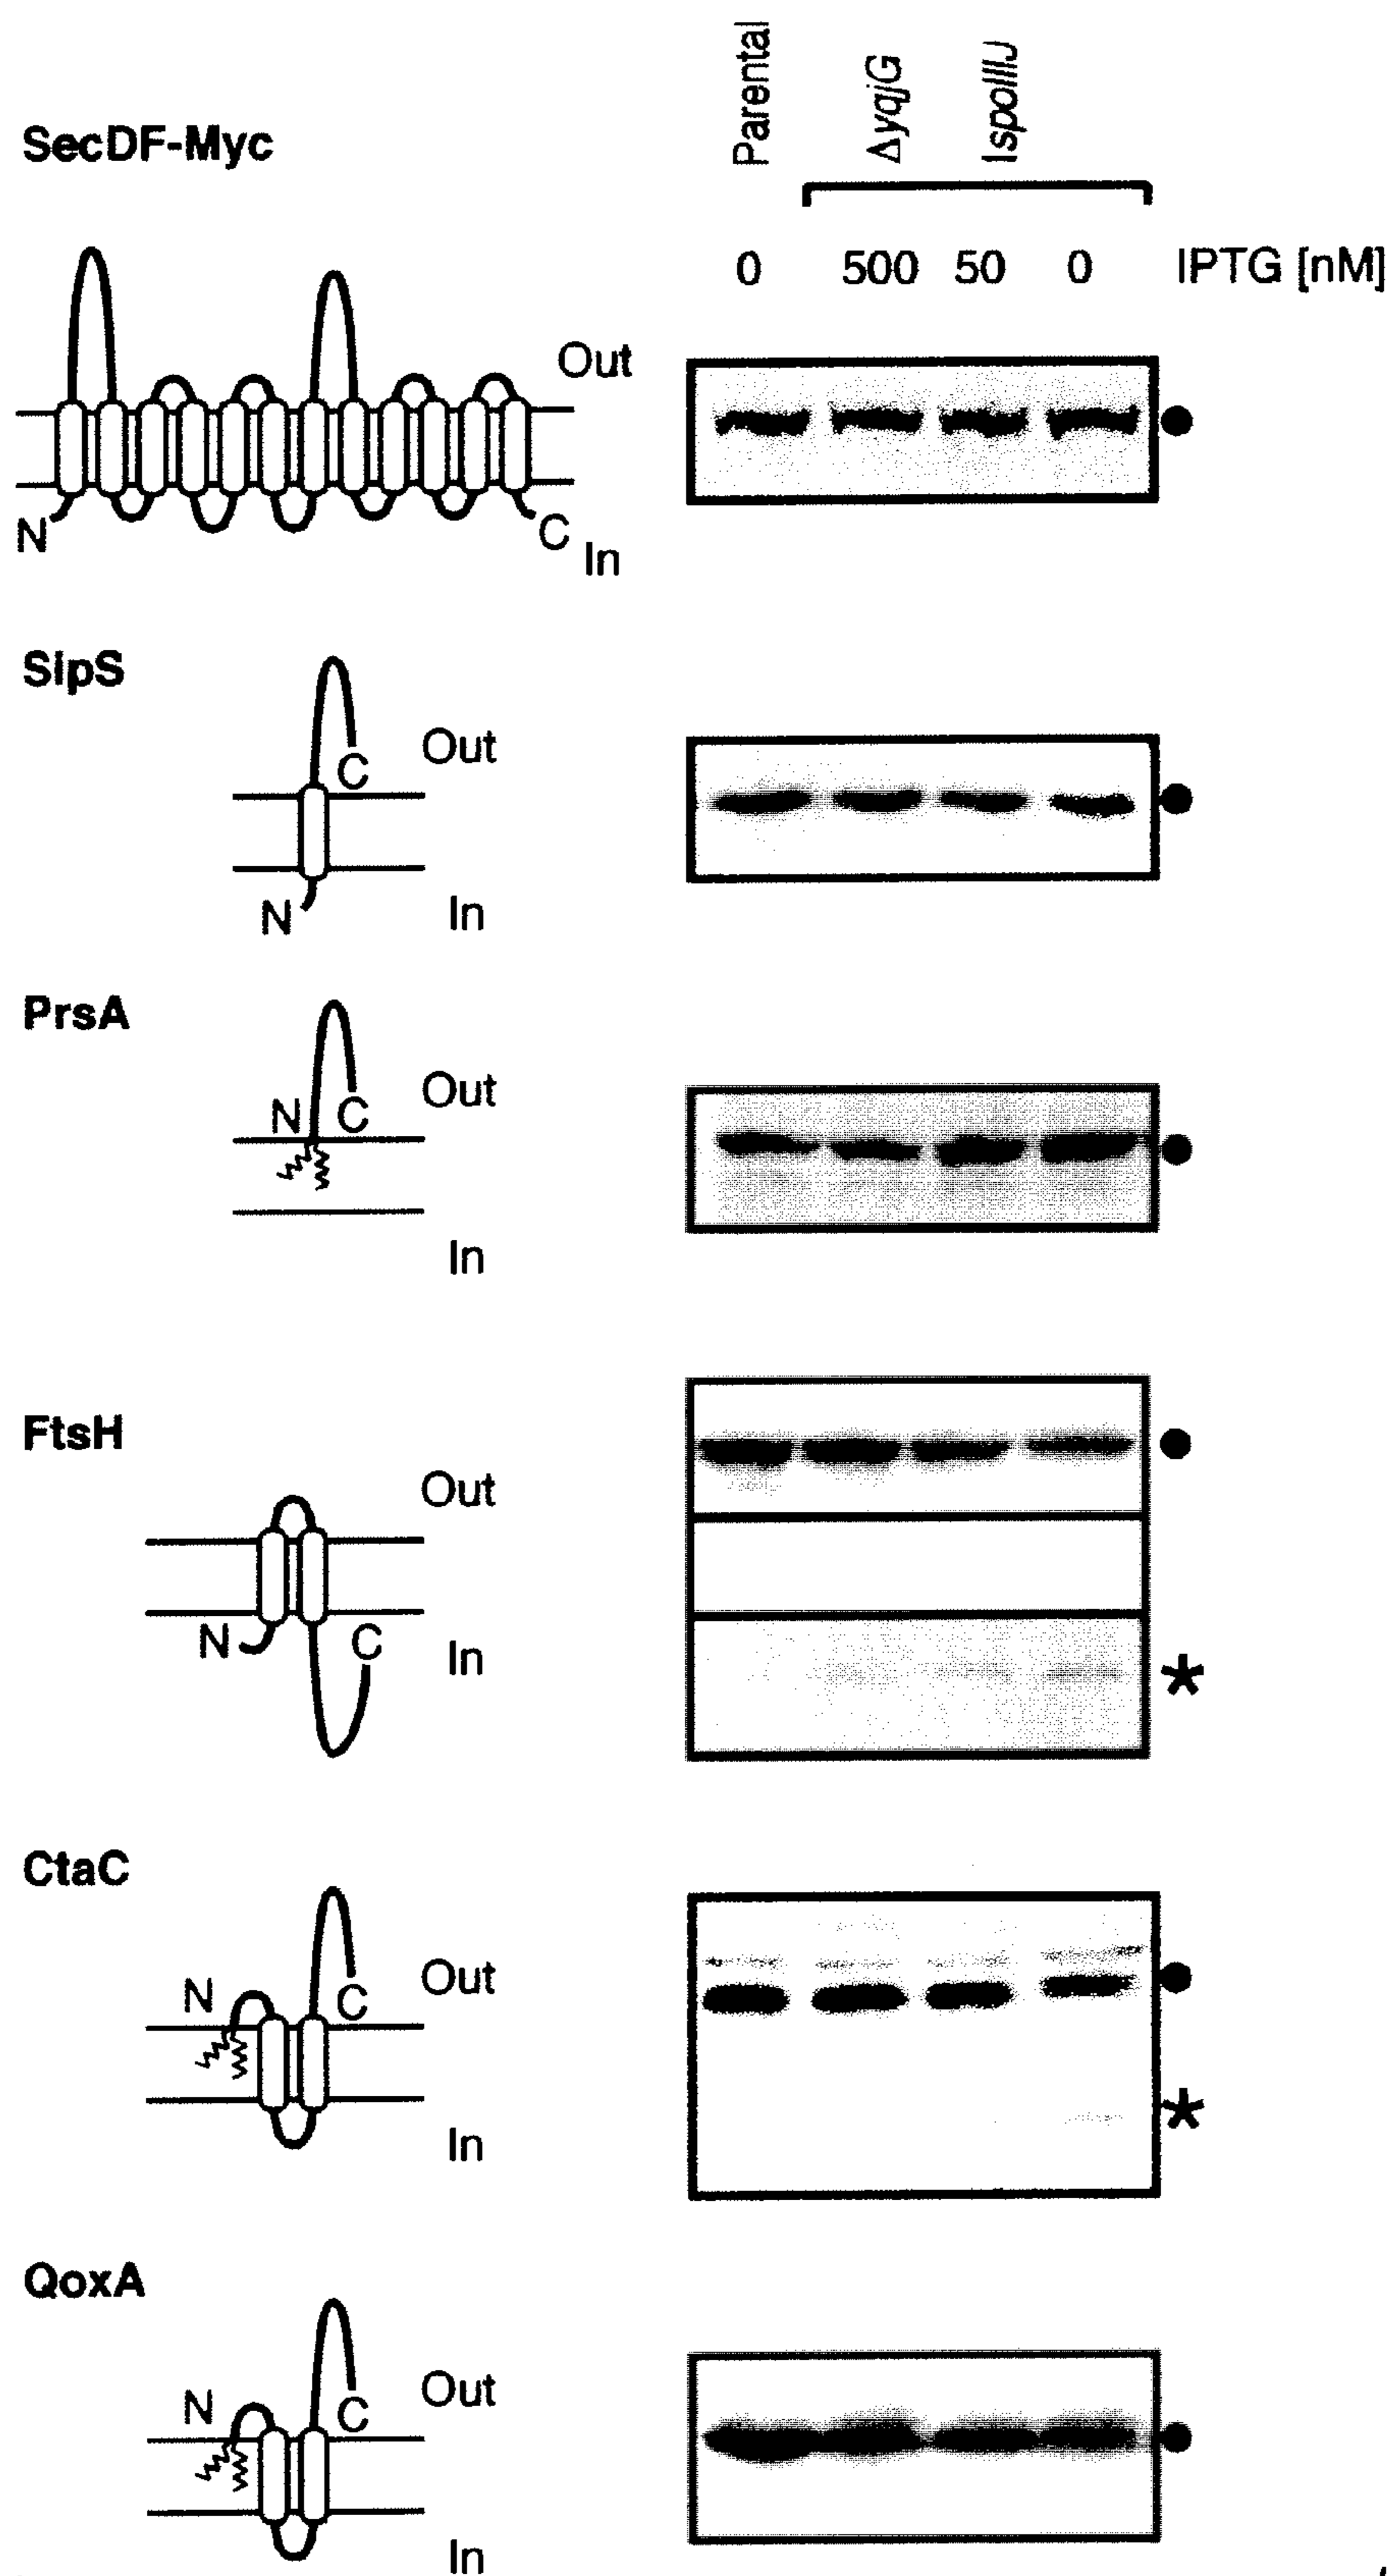 Parental
ΔyqjG
IspoIIIJ
SecDF-Myc
0 500 50 0 IPTG [nM]
Out
N
C
In
SipS
Out
C
N
In
PrsA
Out
N C
In
FtsH
Out
N C
In
*
CtaC
N Out
C
In
*
QoxA
N Out
C
In